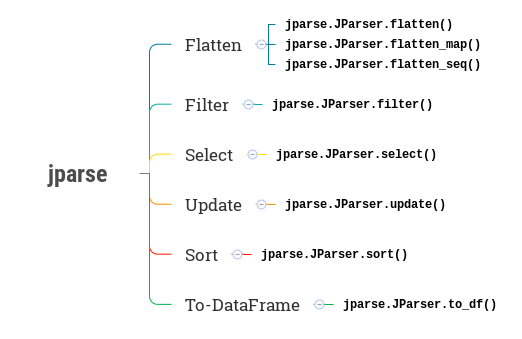 jparse
Flatten
jparse.JParser.flatten()
jparse.JParser.flatten_map()
jparse.JParser.flatten_seq()
Filter
jparse.JParser.filter()
Select
jparse.JParser.select()
Update
jparse.JParser.update()
Sort
jparse.JParser.sort()
To-DataFrame
jparse.JParser.to_df()